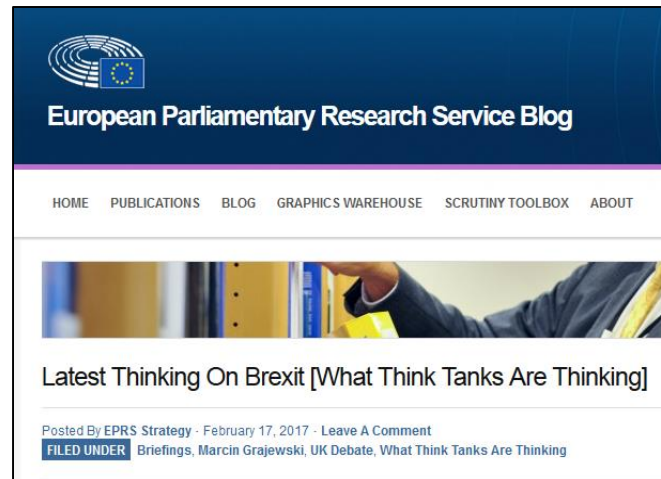 European Parliamentary Research Service Blog
HOME PUBLICATIONS BLOG GRAPHICS WAREHOUSE SCRUTINY TOOLBOX ABOUT
Latest Thinking On Brexit [What Think Tanks Are Thinking]
Posted By EPRS Strategy - February 17, 2017 - Leave A Comment
FILED UNDER Briefings, Marcin Grajewski, UK Debate, What Think Tanks Are Thinking